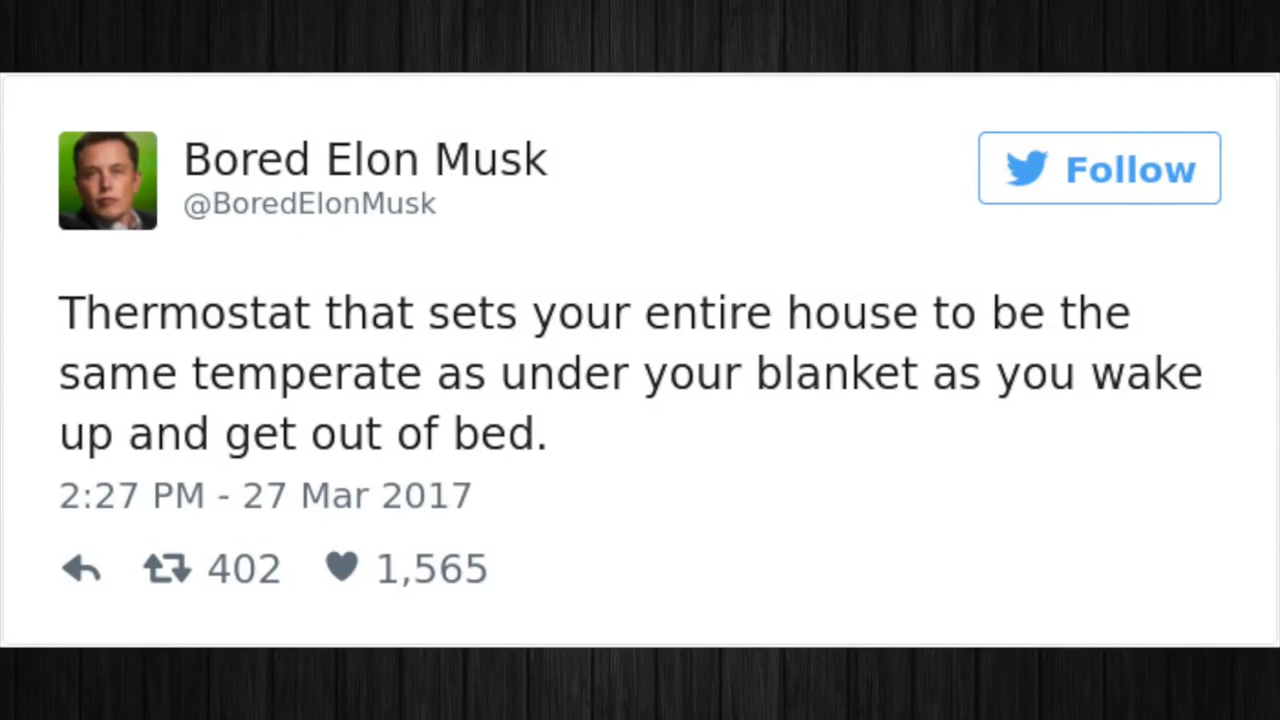 Bored Elon Musk
@BoredElonMusk
Follow
Thermostat that sets your entire house to be the
same temperate as under your blanket as you wake
up and get out of bed.
2:27 PM - 27 Mar 2017
402 1,565